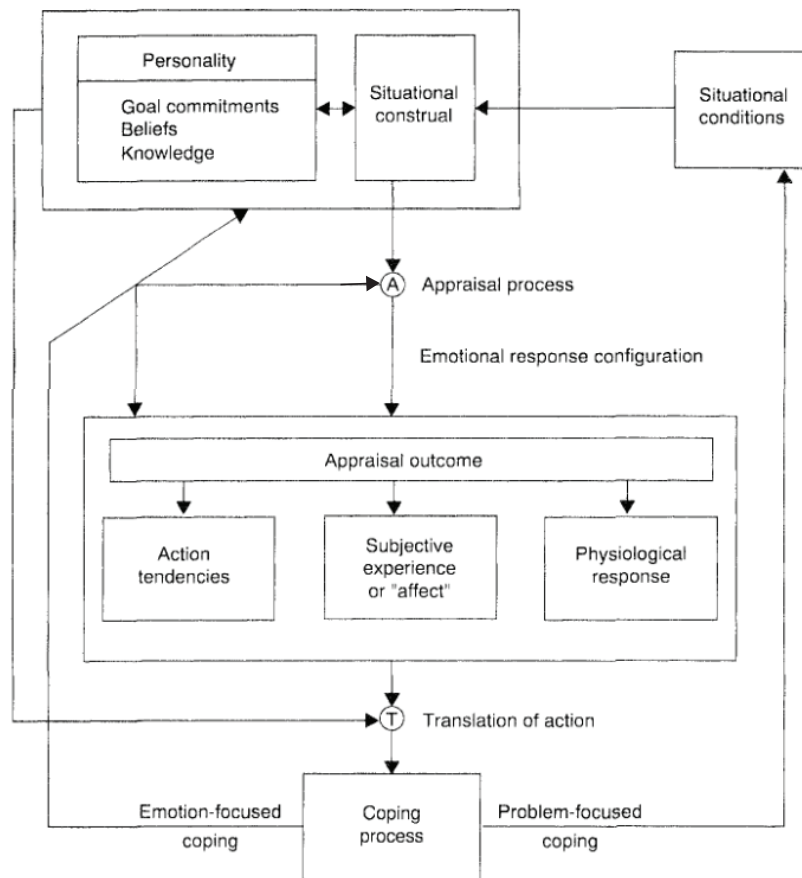 Personality
Goal commitments
Beliefs
Knowledge
Situational
construal
Situational
conditions
A
Appraisal process
Emotional response configuration
Appraisal outcome
Action
tendencies
Subjective
experience
or "affect"
Physiological
response
T
Translation of action
Emotion-focused
coping
Coping
process
Problem-focused
coping